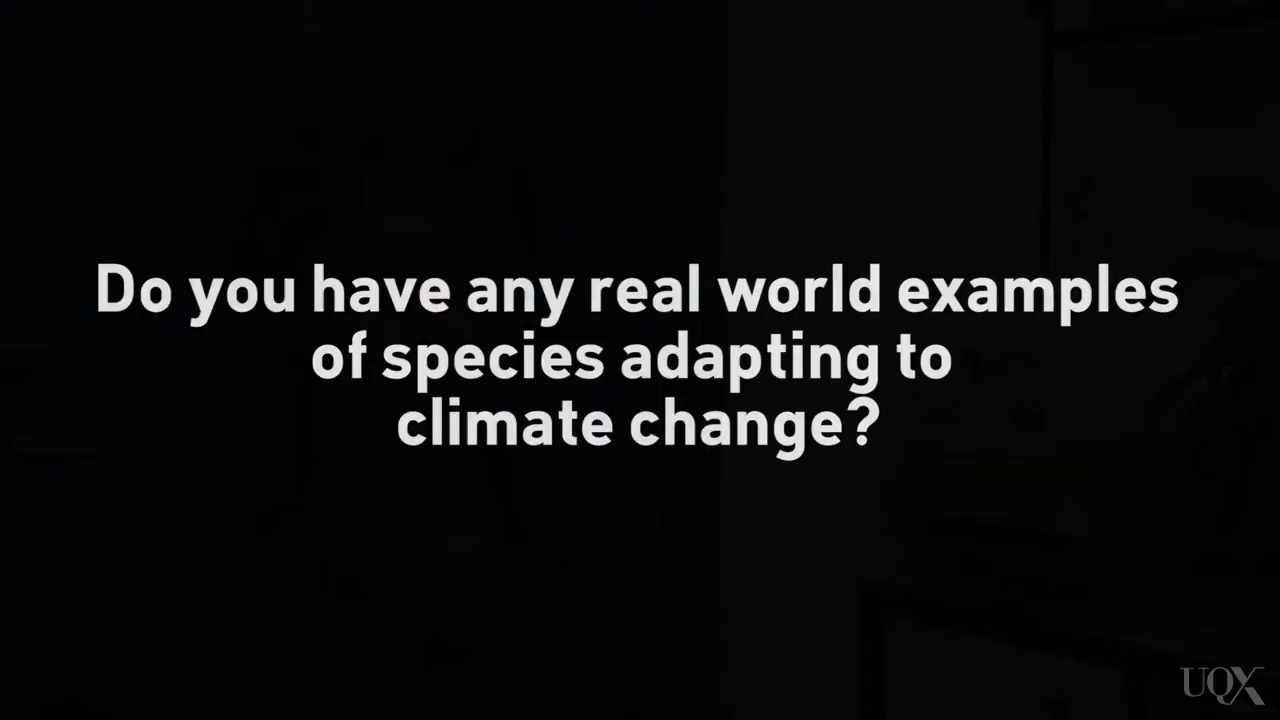 Do you have any real world examples
of species adapting to
climate change?
UQX